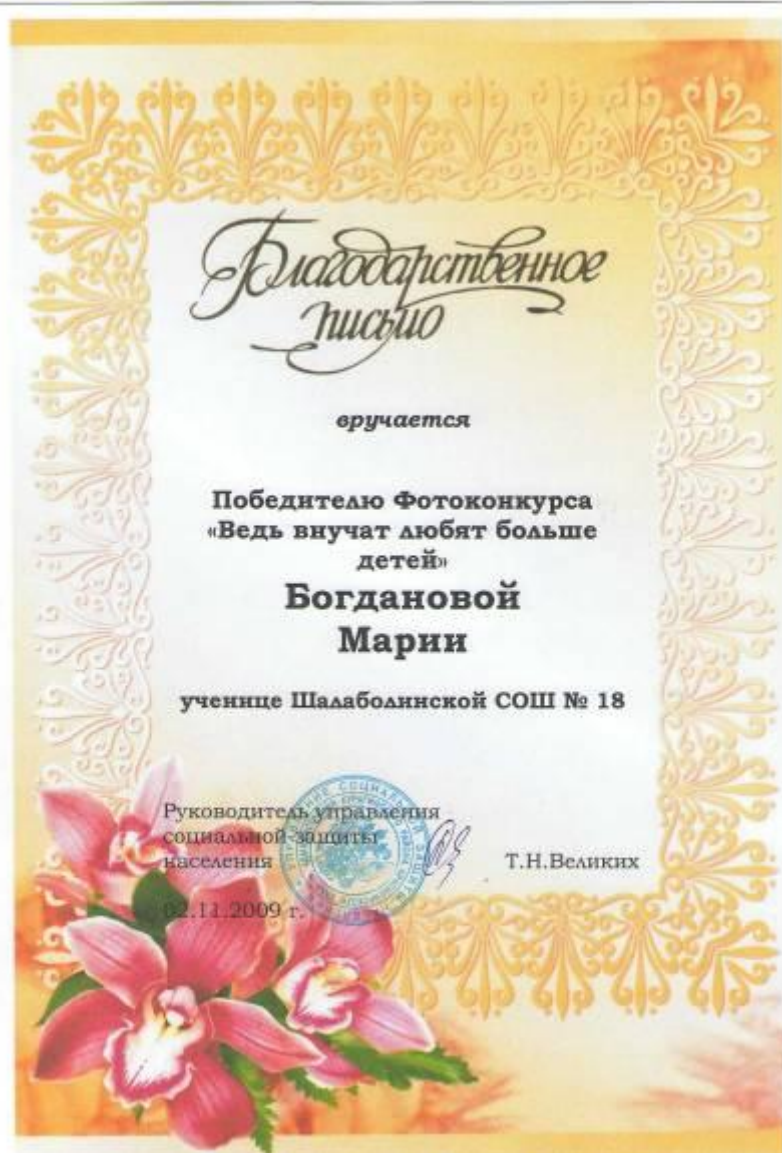 Благодарственное
письмо
вручается
Победителю Фотоконкурса
«Ведь внучат любят больше
детей»
Богдановой
Марии
ученице Шалаболинской СОШ № 18
Руководитель управления
социальной защиты
населения
Т.Н.Великих
02.11.2009 г.